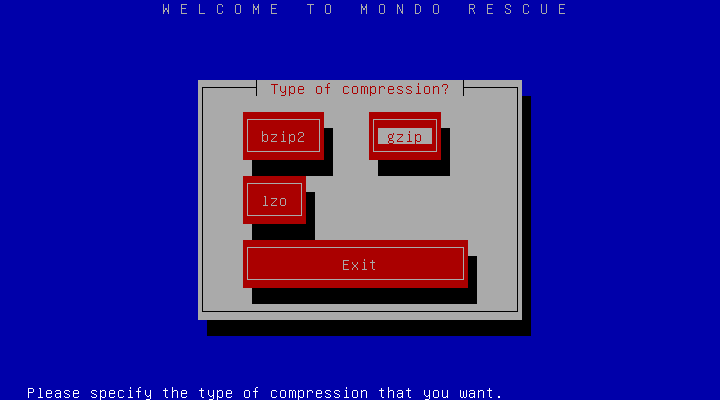 WELCOME TO MONDO RESCUE
Type of compression?
bzip2 gzip
lzo
Exit
Please specify the type of compression that you want.